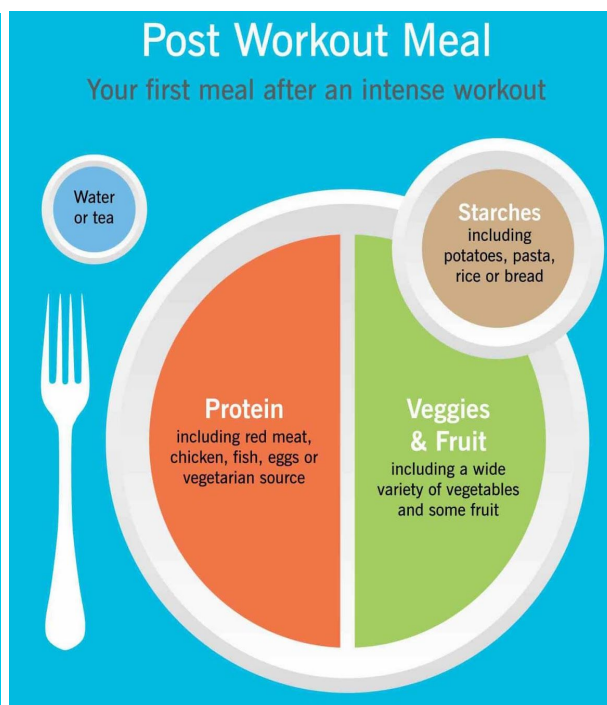 Post Workout Meal
Your first meal after an intense workout
Water
or tea
Starches
including
potatoes, pasta,
rice or bread
Protein
including red meat,
chicken, fish, eggs or
vegetarian source
Veggies
& Fruit
including a wide
variety of vegetables
and some fruit